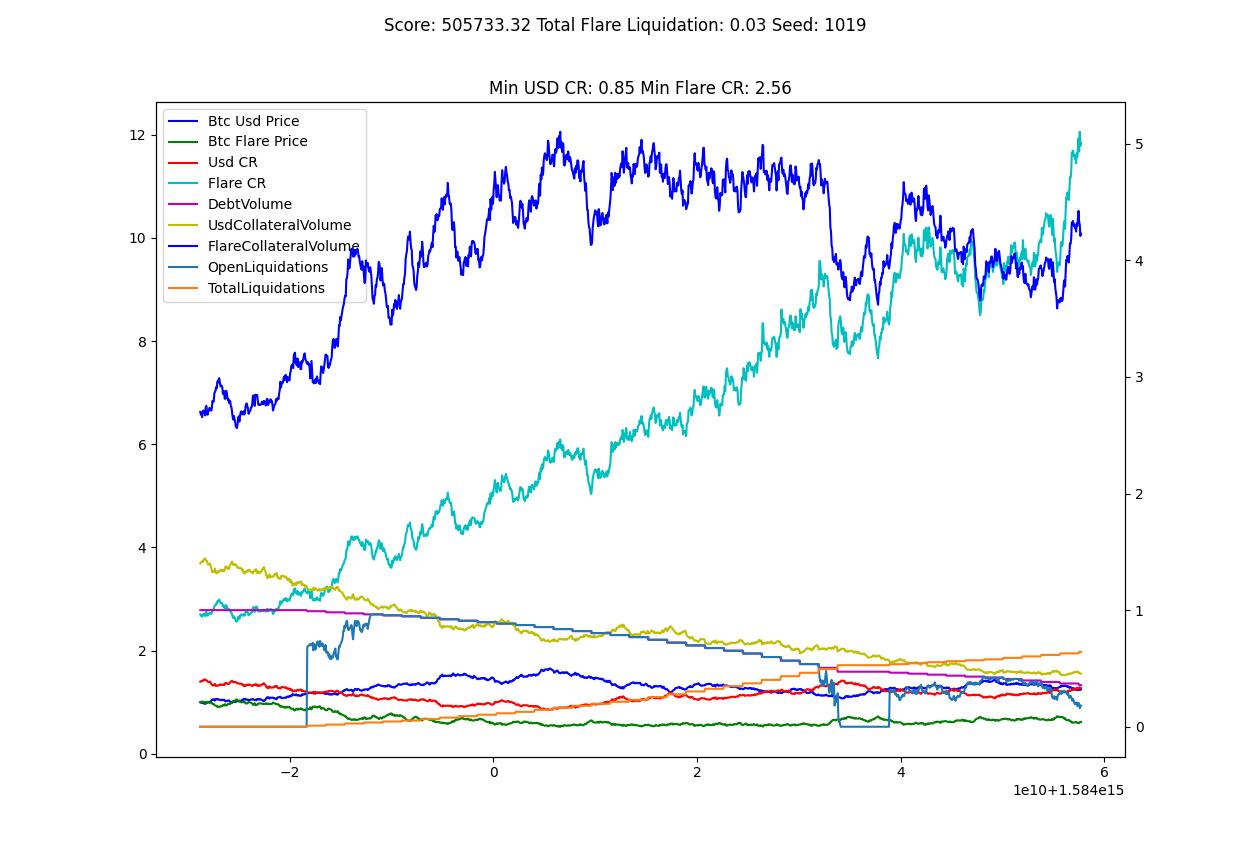 Score: 505733.32 Total Flare Liquidation: 0.03 Seed: 1019
Min USD CR: 0.85 Min Flare CR: 2.56
Btc Usd Price
Btc Flare Price
Usd CR
Flare CR
DebtVolume
UsdCollateralVolume
FlareCollateralVolume
OpenLiquidations
TotalLiquidations
12
10
8
6
4
2
0
5
4
3
2
1
0
−2 0 2 4 6
1e10+1.584e15